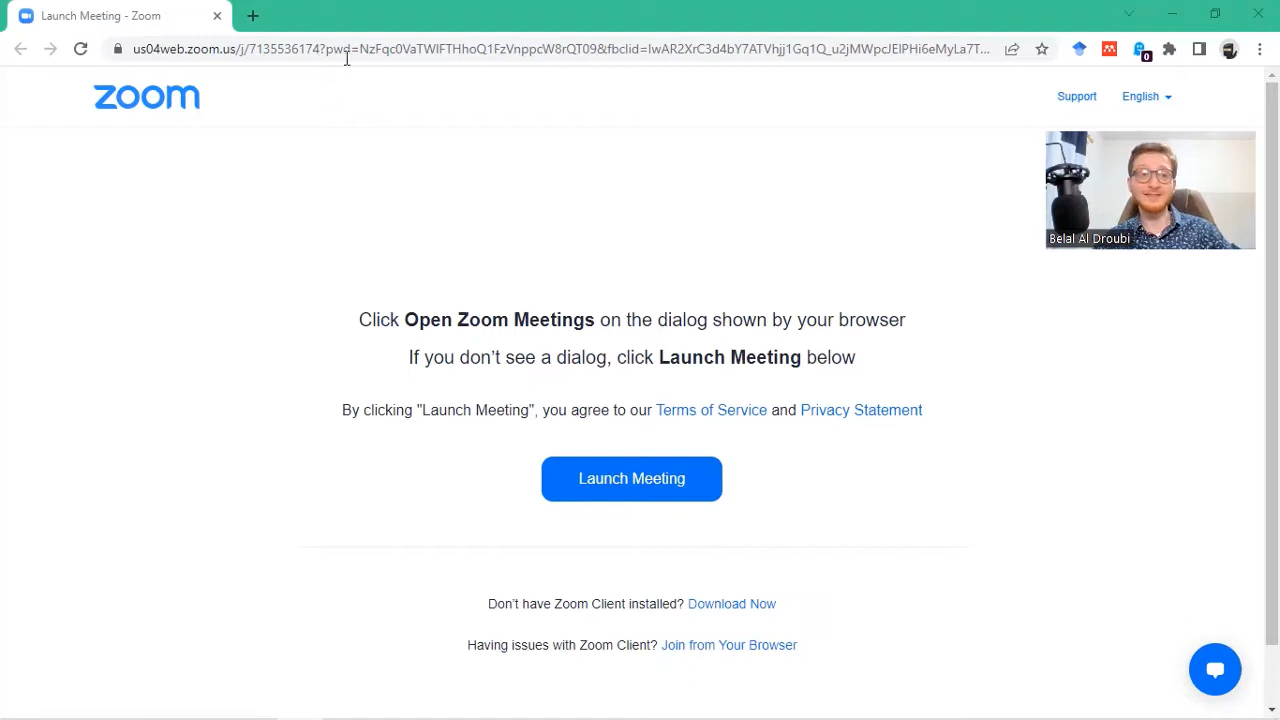 Launch Meeting - Zoom
us04web.zoom.us/j/7135536174?pwd=NzFqc0VaTWlFTHhoQ1FzVnppcW8rQT09&fbclid=IwAR2XrC3d4bY7ATVhjj1Gq1Q_u2jMWpcJEIPHi6eMyLa7T...
0
zoom
Support
English
Belal Al Droubi
Click Open Zoom Meetings on the dialog shown by your browser
If you don’t see a dialog, click Launch Meeting below
By clicking "Launch Meeting", you agree to our Terms of Service and Privacy Statement
Launch Meeting
Don’t have Zoom Client installed? Download Now
Having issues with Zoom Client? Join from Your Browser